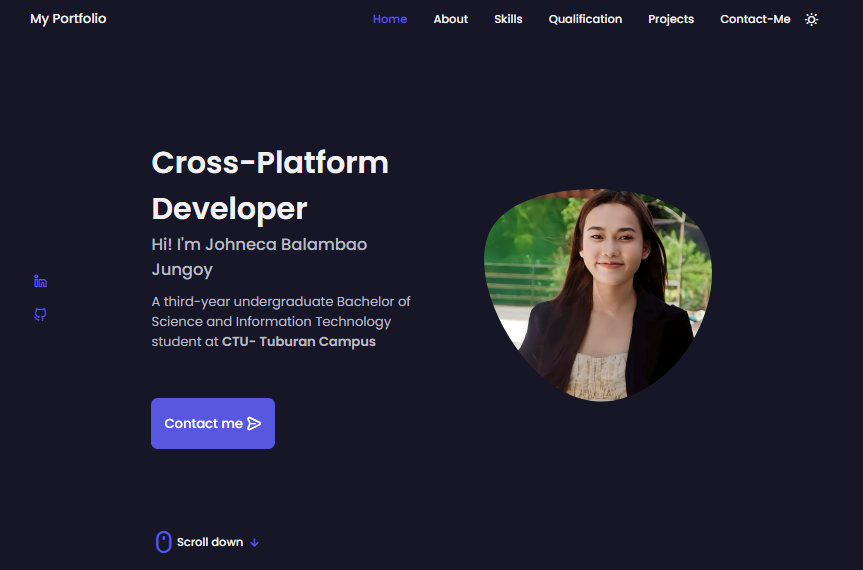 My Portfolio
Home About Skills Qualification Projects Contact-Me
Cross-Platform
Developer
Hi! I'm Johneca Balambao
Jungoy
A third-year undergraduate Bachelor of
Science and Information Technology
student at CTU- Tuburan Campus
Contact me
Scroll down